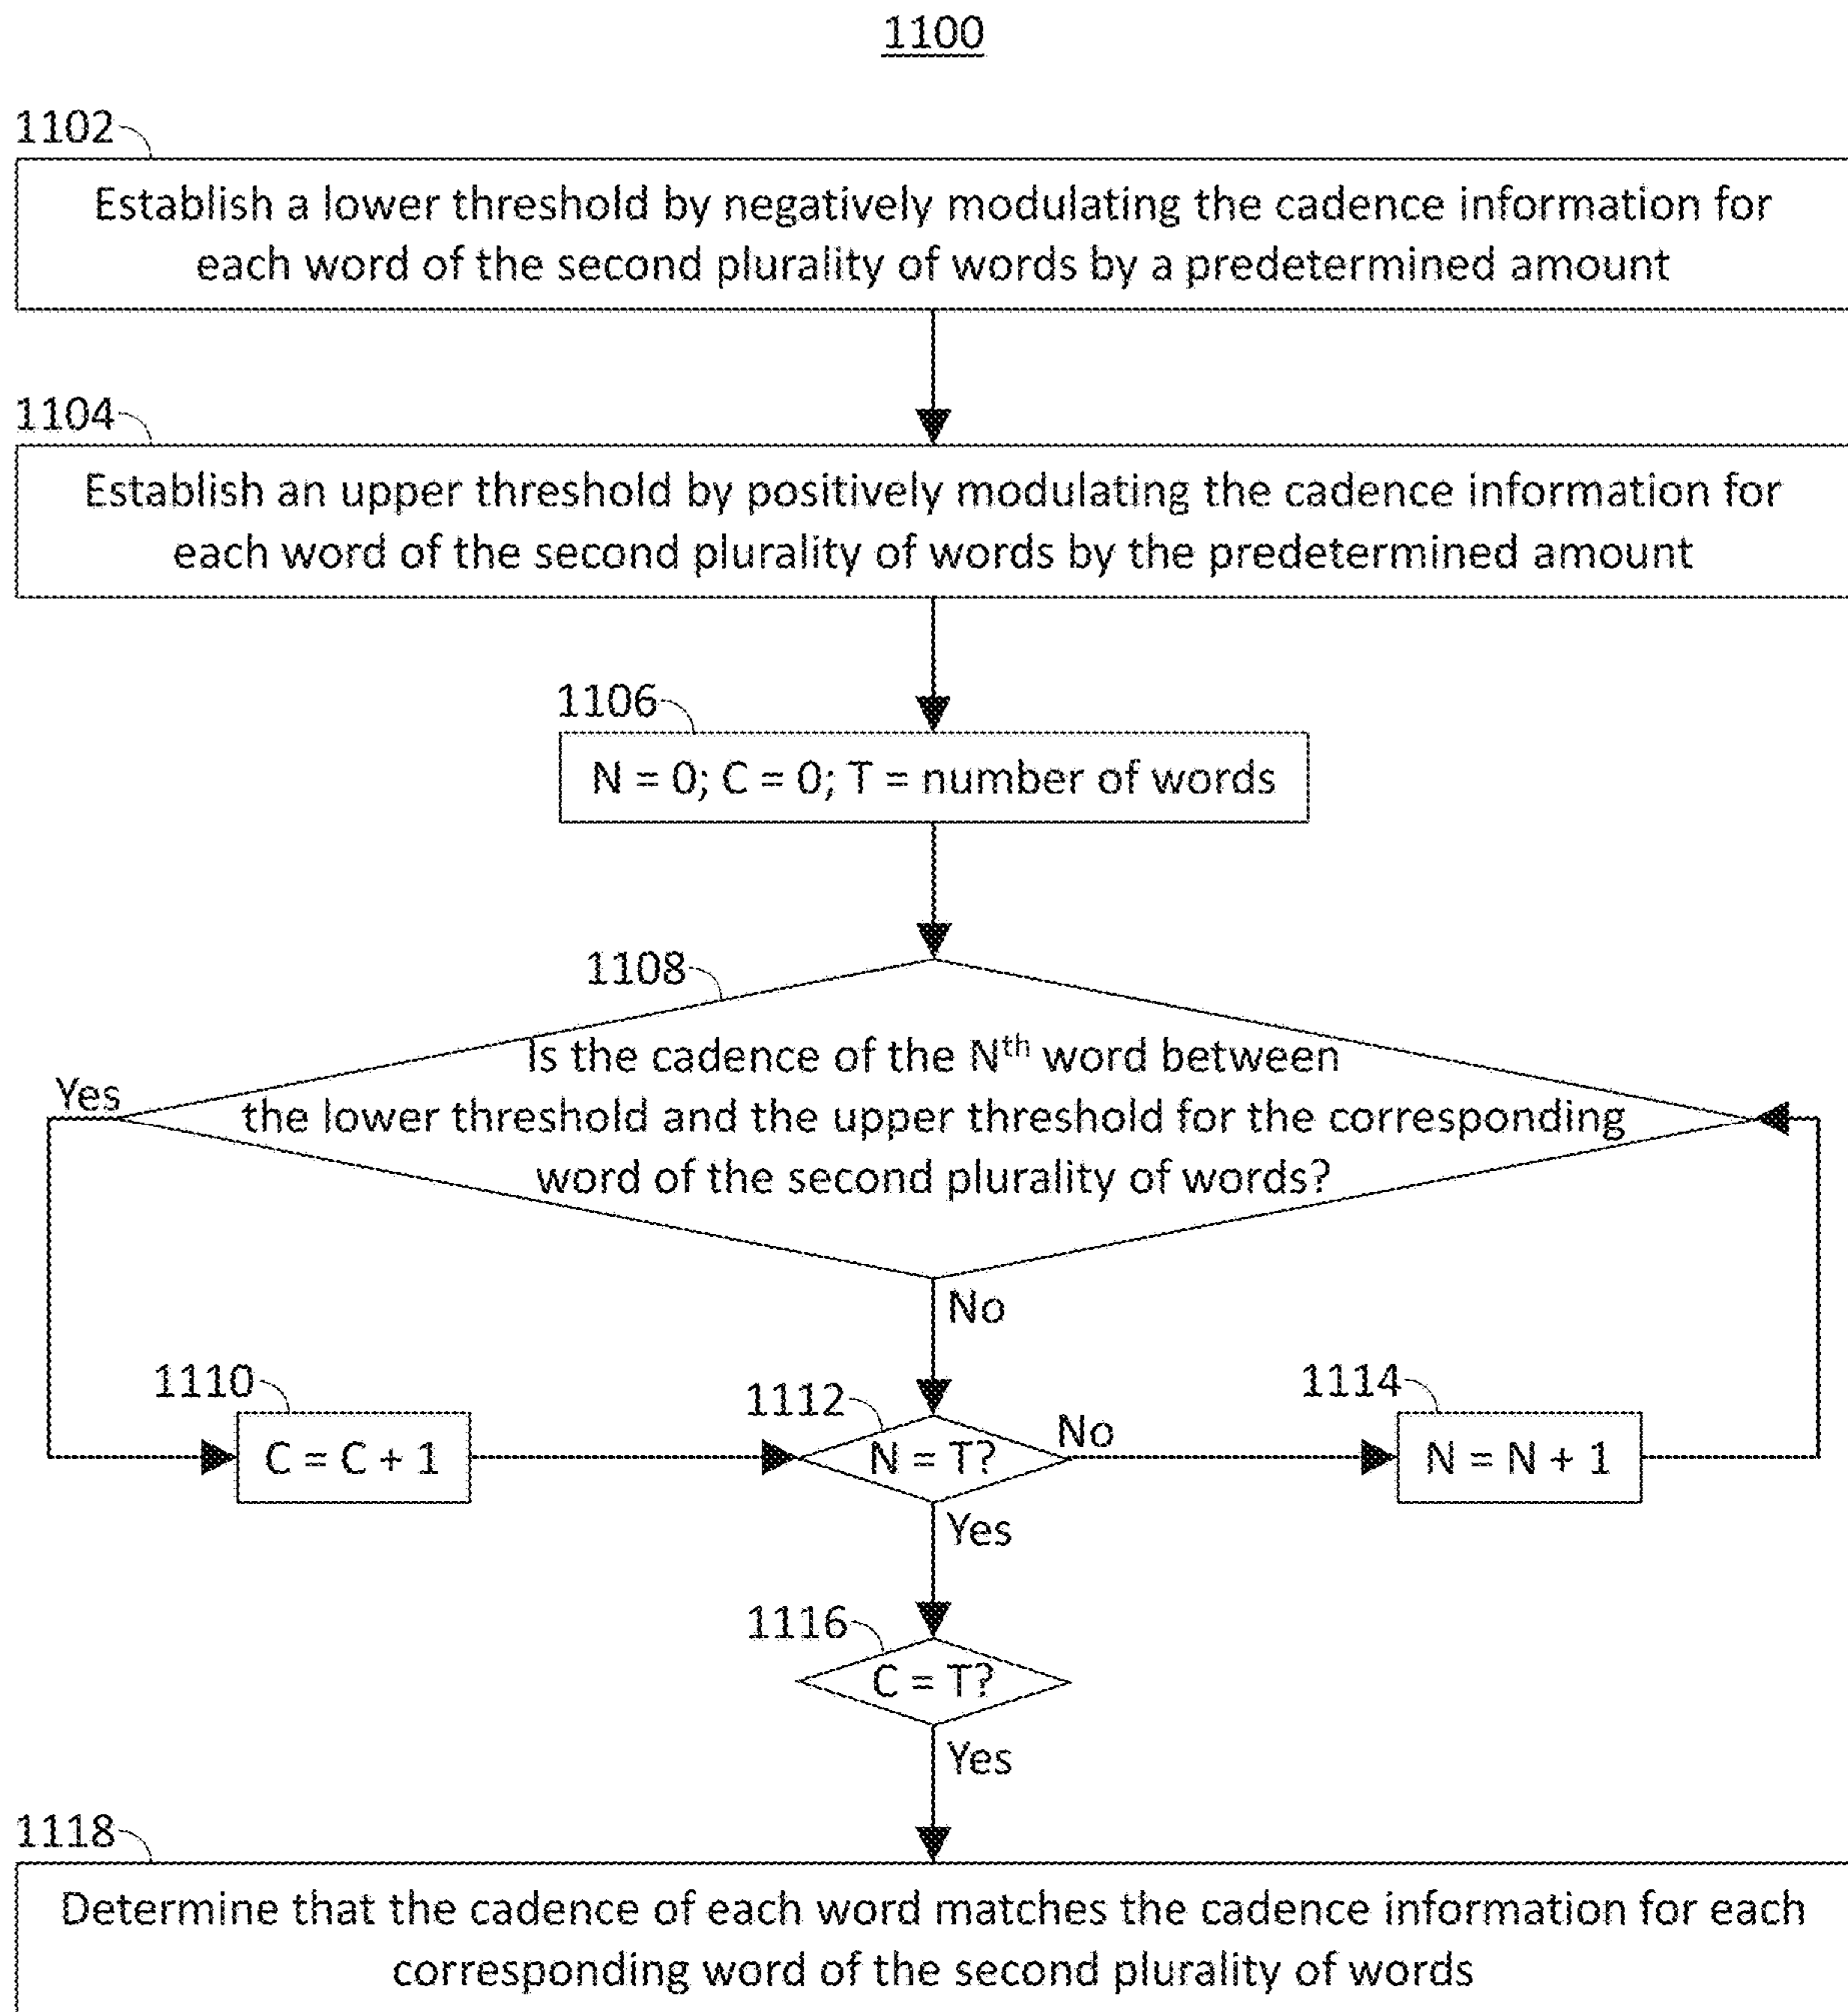 1100
1102
Establish a lower threshold by negatively modulating the cadence information for
each word of the second plurality of words by a predetermined amount
1104
Establish an upper threshold by positively modulating the cadence information for
each word of the second plurality of words by the predetermined amount
1106
N = 0; C = 0; T = number of words
1108
Is the cadence of the Nth word between
the lower threshold and the upper threshold for the corresponding
word of the second plurality of words?
Yes
No
1110
C = C + 1
1112
N = T?
No
1114
N = N + 1
Yes
1116
C = T?
Yes
1118
Determine that the cadence of each word matches the cadence information for each
corresponding word of the second plurality of words